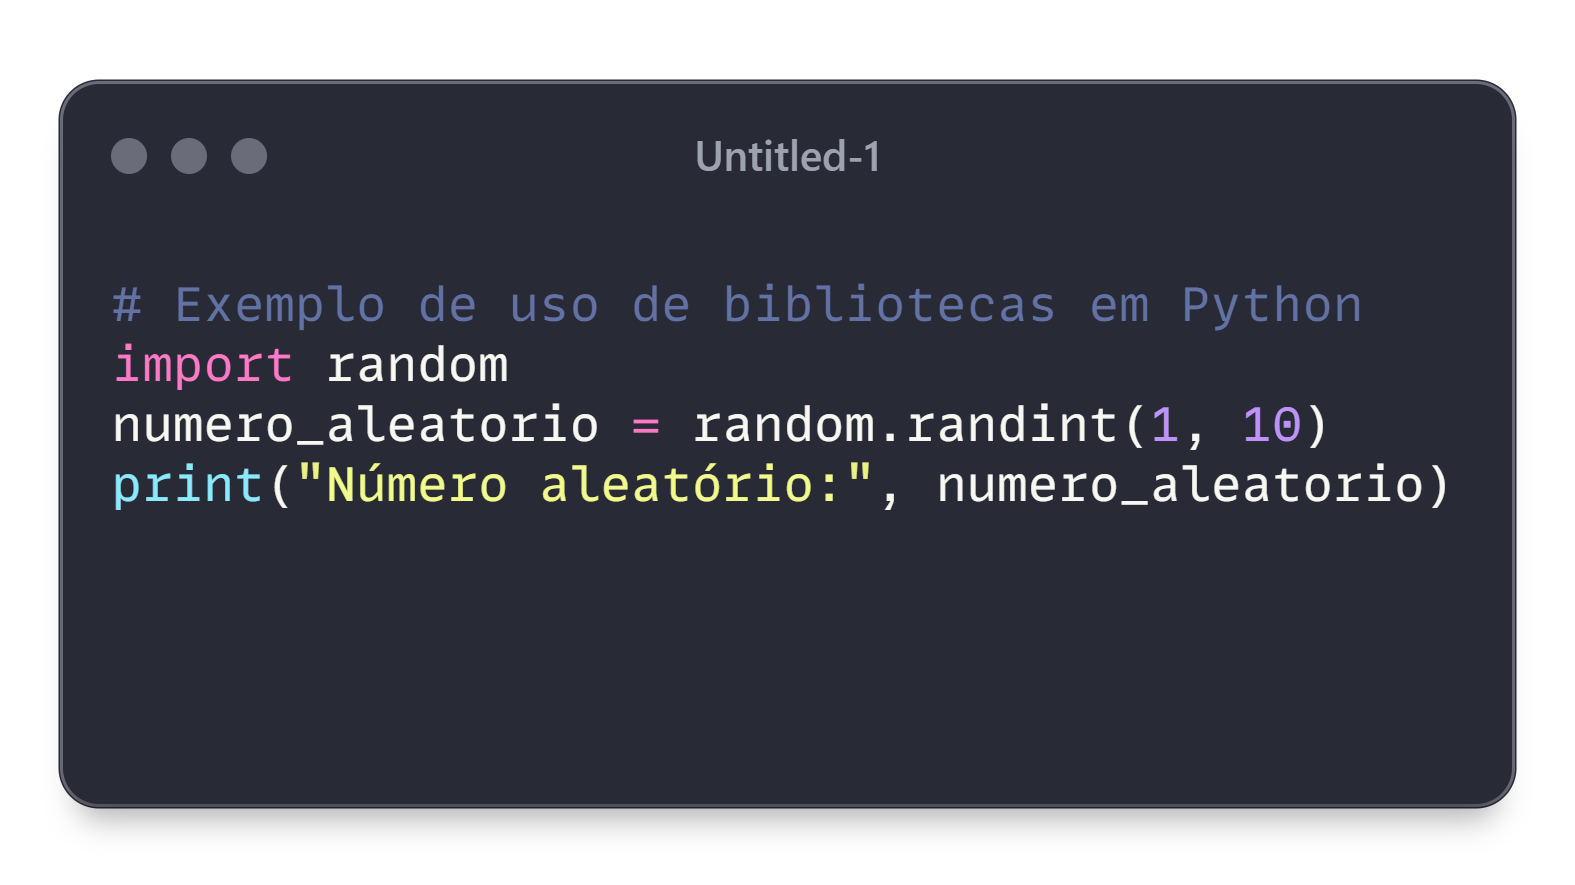 Untitled-1
# Exemplo de uso de bibliotecas em Python
import random
numero_aleatorio = random.randint(1, 10)
print("Número aleatório:", numero_aleatorio)